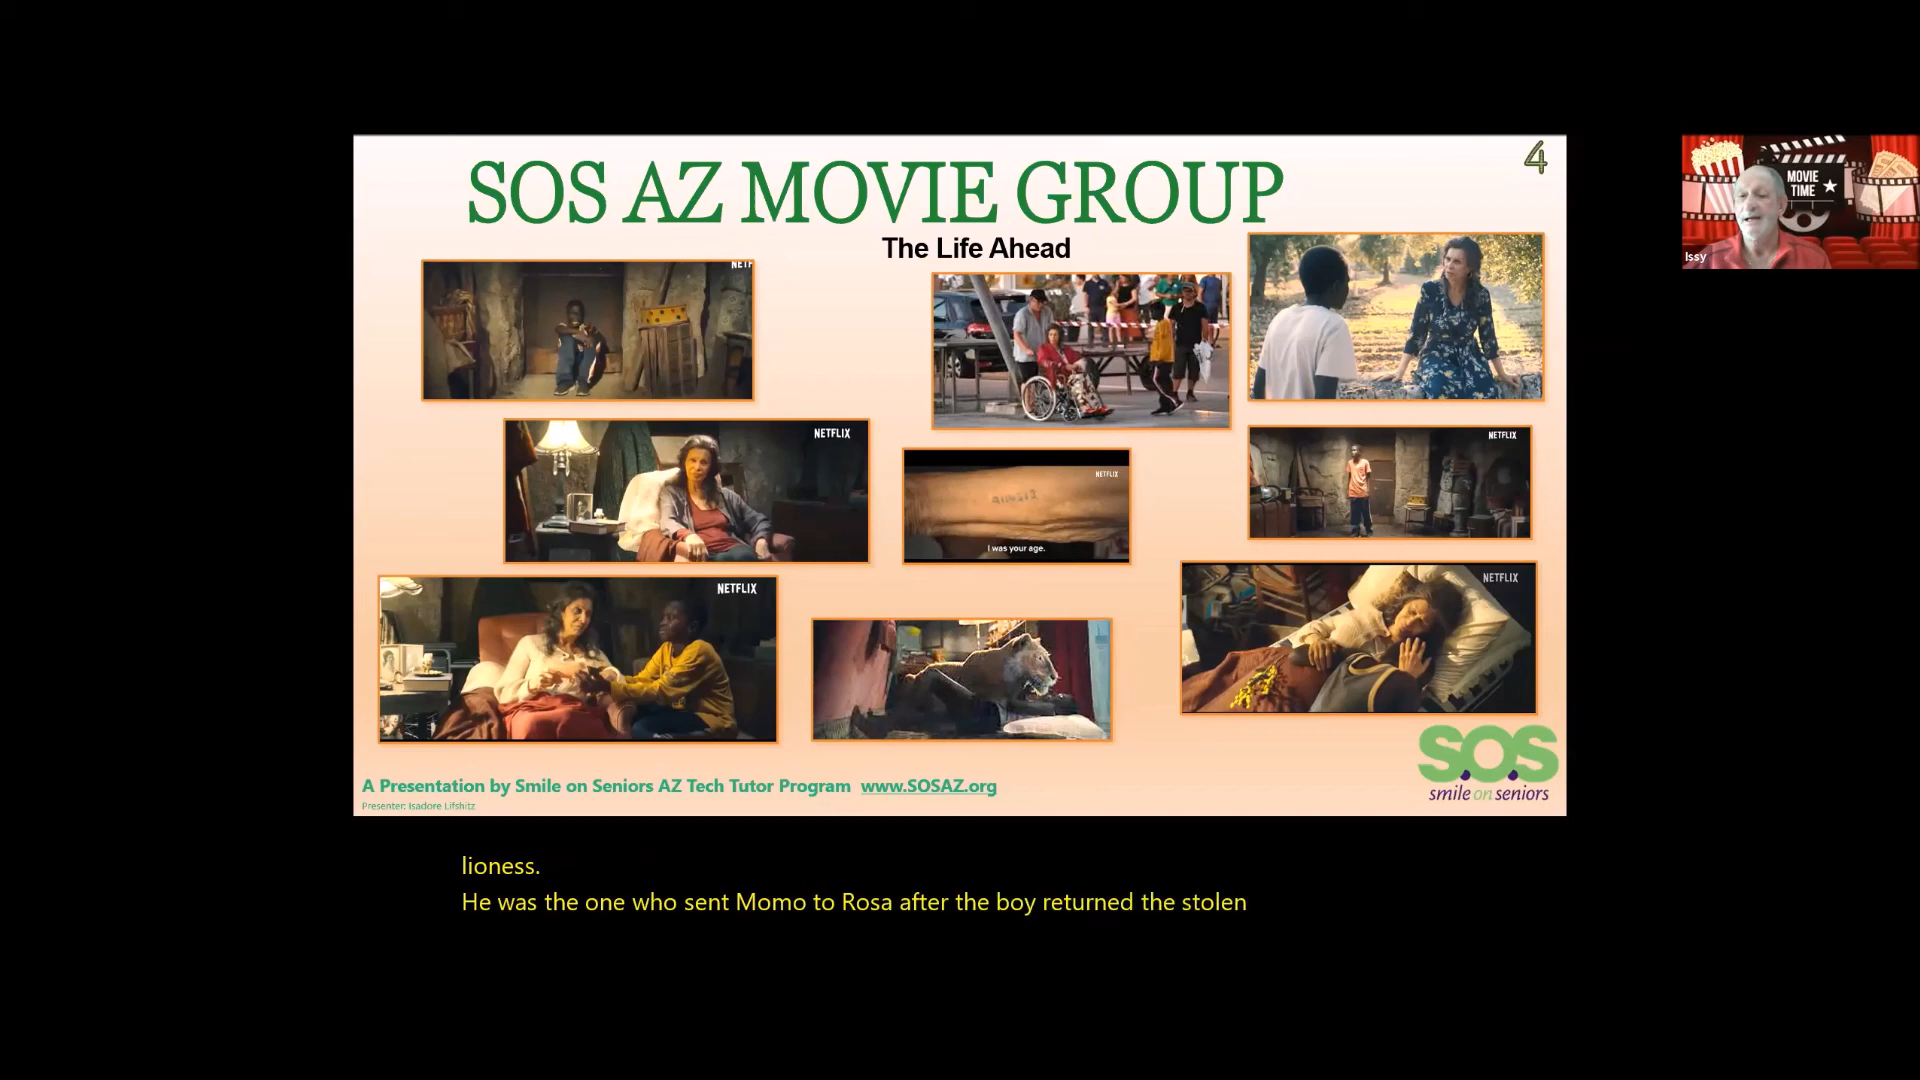 SOS AZ MOVIE GROUP
4
The Life Ahead
MOVIE
TIME
Issy
NETF
NETFLIX
NETFLIX
NETFLIX
I was your age.
NETFLIX
NETFLIX
A Presentation by Smile on Seniors AZ Tech Tutor Program www.SOSAZ.org
Presenter: Isadore Lifshitz
SOS
smile on seniors
lioness.
He was the one who sent Momo to Rosa after the boy returned the stolen